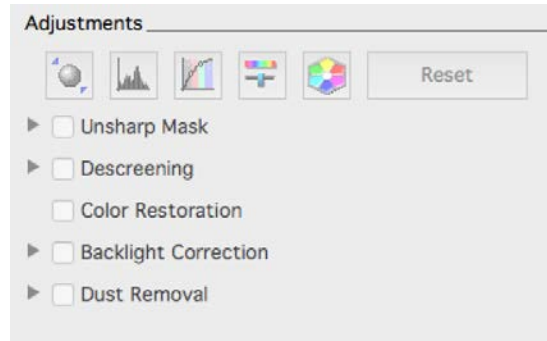 Adjustments
Reset
Unsharp Mask
Descreening
Color Restoration
Backlight Correction
Dust Removal